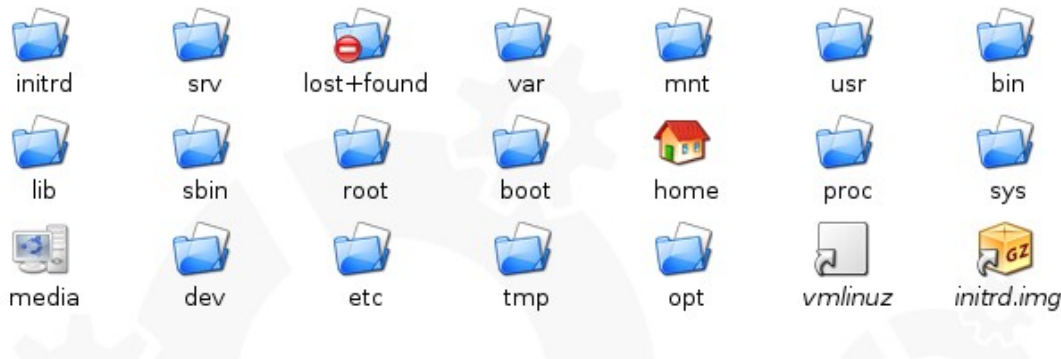 initrd srv lost+found var mnt usr bin
lib sbin root boot home proc sys
media dev etc tmp opt vmlinuz initrd.img
GZ